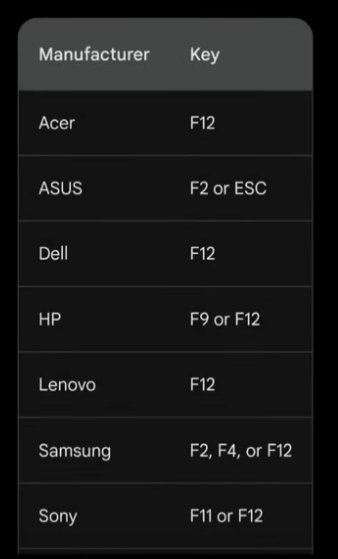 Manufacturer Key
Acer F12
ASUS F2 or ESC
Dell F12
HP F9 or F12
Lenovo F12
Samsung F2, F4, or F12
Sony F11 or F12